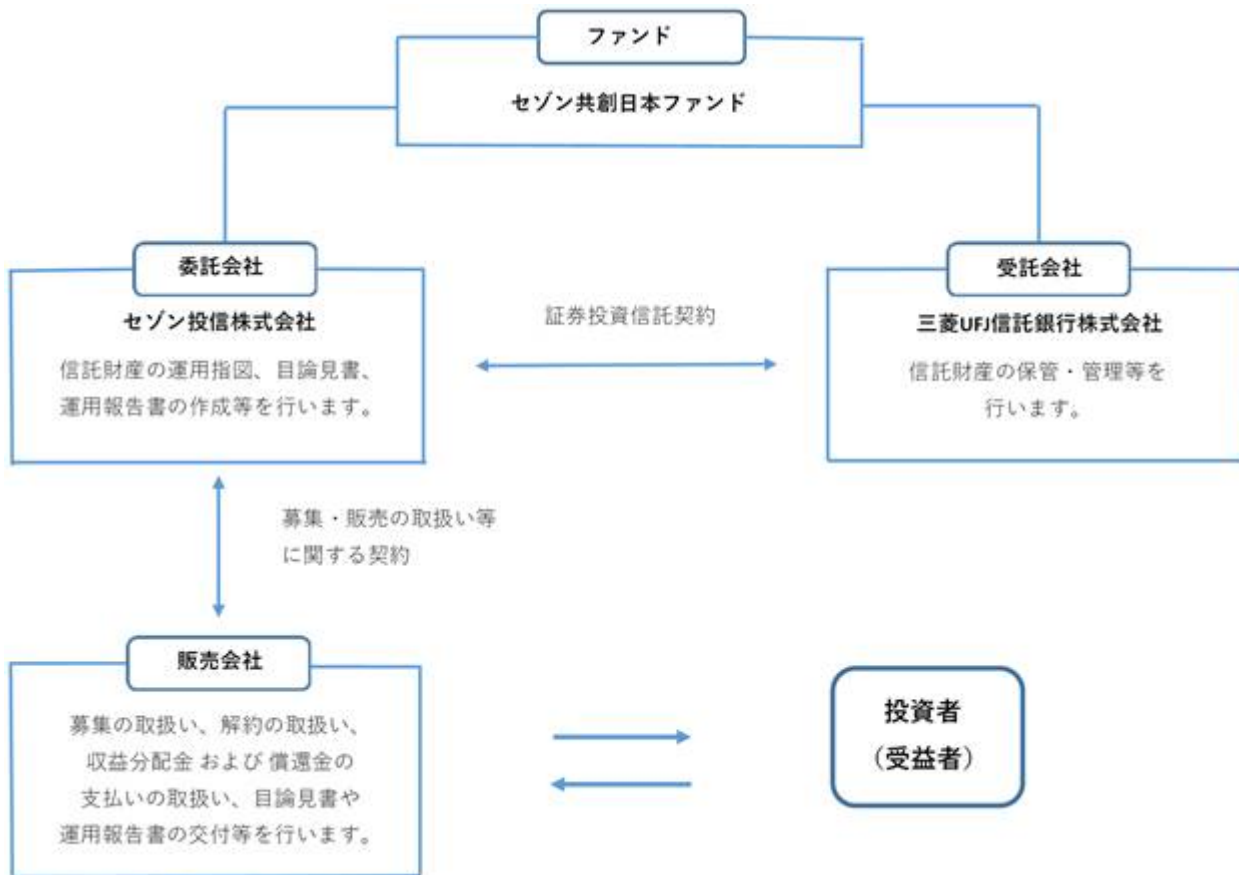 ファンド
セゾン共創日本ファンド
委託会社
セゾン投信株式会社
信託財産の運用指図、目論見書、
運用報告書の作成等を行います。
証券投資信託契約
受託会社
三菱UFJ信託銀行株式会社
信託財産の保管・管理等を
行います。
募集・販売の取扱い等
に関する契約
販売会社
募集の取扱い、解約の取扱い、
収益分配金 および 償還金の
支払いの取扱い、目論見書や
運用報告書の交付等を行います。
投資者
（受益者）